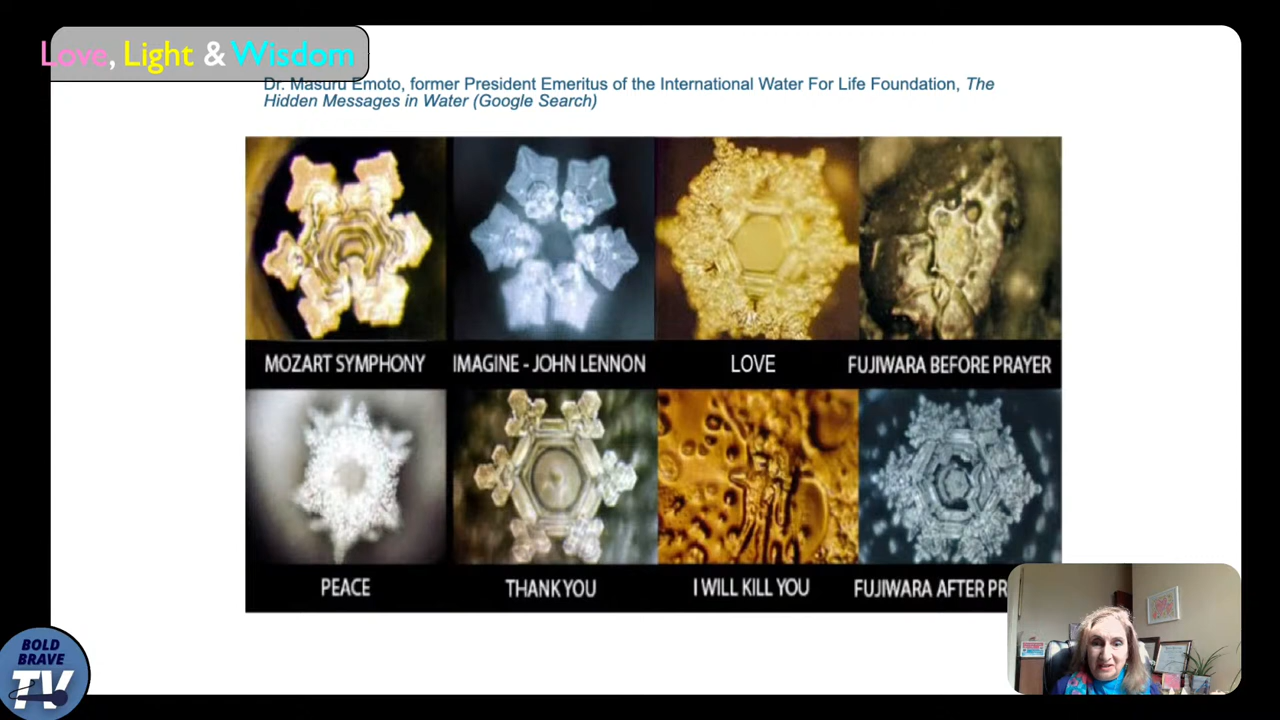 Love, Light & Wisdom
Dr. Masuru Emoto, former President Emeritus of the International Water For Life Foundation, The
Hidden Messages in Water (Google Search)
MOZART SYMPHONY
IMAGINE - JOHN LENNON
LOVE
FUJIWARA BEFORE PRAYER
PEACE
THANK YOU
I WILL KILL YOU
FUJIWARA AFTER PR
BOLD
BRAVE
TV